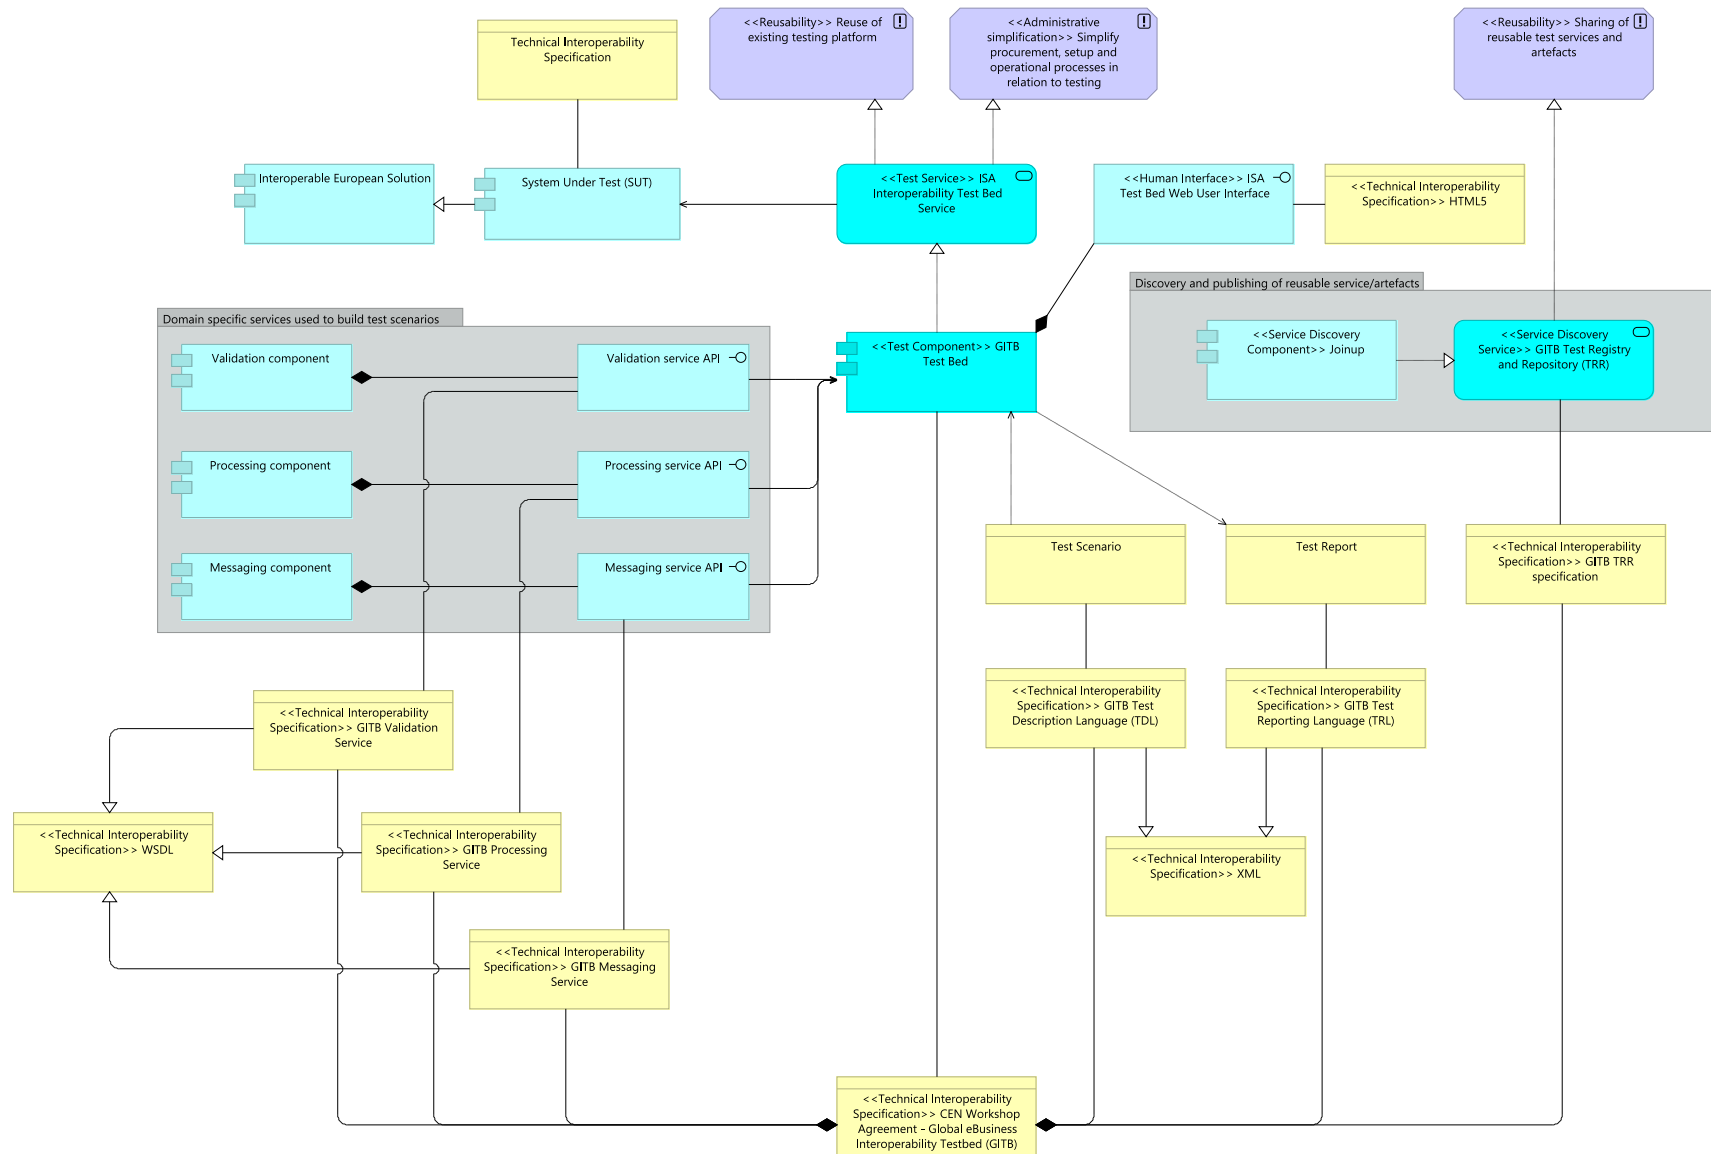 <<Reusability>> Reuse of
existing testing platform
<<Administrative
simplification>> Simplify
procurement, setup and
operational processes in
relation to testing
<<Reusability>> Sharing of
reusable test services and
artefacts
Technical Interoperability
Specification
Interoperable European Solution
System Under Test (SUT)
<<Test Service>> ISA
Interoperability Test Bed
Service
<<Human Interface>> ISA
Test Bed Web User Interface
<<Technical Interoperability
Specification>> HTML5
Discovery and publishing of reusable service/artefacts
<<Service Discovery
Component>> Joinup
<<Service Discovery
Service>> GITB Test Registry
and Repository (TRR)
Domain specific services used to build test scenarios
Validation component
Validation service API
<<Test Component>> GITB
Test Bed
Processing component
Processing service API
Messaging component
Messaging service API
Test Scenario
Test Report
<<Technical Interoperability
Specification>> GITB TRR
specification
<<Technical Interoperability
Specification>> GITB Test
Description Language (TDL)
<<Technical Interoperability
Specification>> GITB Test
Reporting Language (TRL)
<<Technical Interoperability
Specification>> GITB Validation
Service
<<Technical Interoperability
Specification>> WSDL
<<Technical Interoperability
Specification>> GITB Processing
Service
<<Technical Interoperability
Specification>> XML
<<Technical Interoperability
Specification>> GITB Messaging
Service
<<Technical Interoperability
Specification>> CEN Workshop
Agreement - Global eBusiness
Interoperability Testbed (GITB)